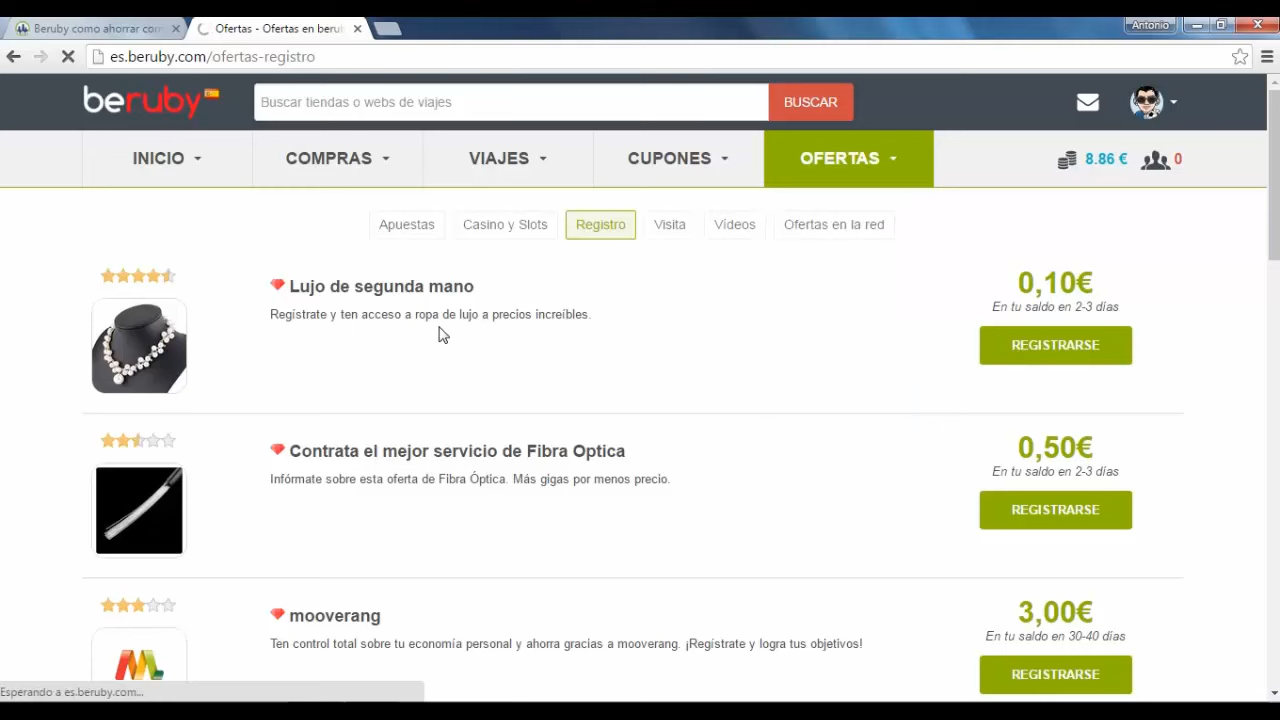 Beruby como ahorrar con
Ofertas - Ofertas en berub
Antonio
es.beruby.com/ofertas-registro
beruby
Buscar tiendas o webs de viajes
BUSCAR
INICIO
COMPRAS
VIAJES
CUPONES
OFERTAS
8.86 €
0
Apuestas
Casino y Slots
Registro
Visita
Vídeos
Ofertas en la red
Lujo de segunda mano
Regístrate y ten acceso a ropa de lujo a precios increíbles.
0,10€
En tu saldo en 2-3 días
REGISTRARSE
Contrata el mejor servicio de Fibra Optica
Infórmate sobre esta oferta de Fibra Óptica. Más gigas por menos precio.
0,50€
En tu saldo en 2-3 días
REGISTRARSE
mooverang
Ten control total sobre tu economía personal y ahorra gracias a mooverang. ¡Regístrate y logra tus objetivos!
3,00€
En tu saldo en 30-40 días
REGISTRARSE
Esperando a es.beruby.com...